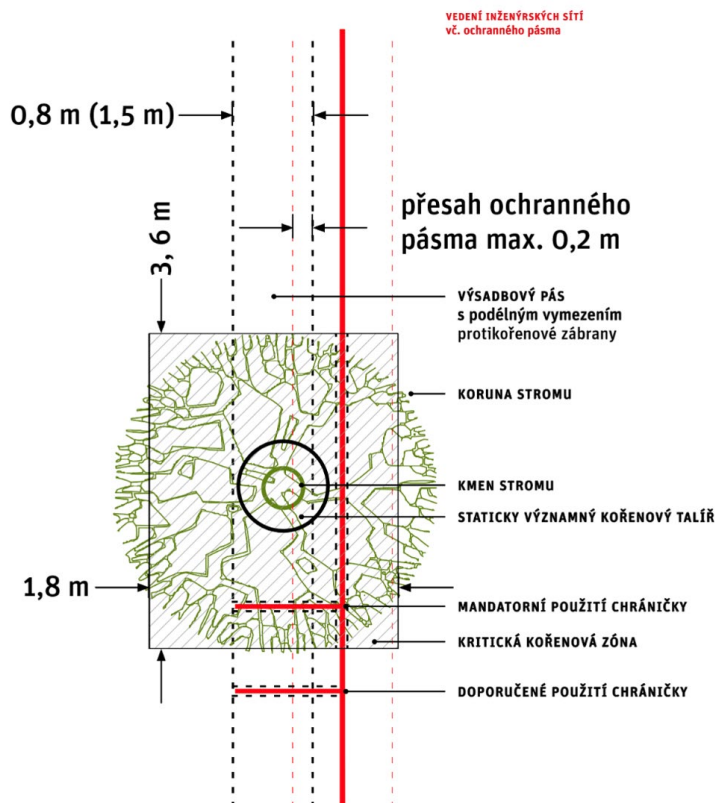 VEDENÍ INŽENÝRSKÝCH SÍTÍ
vč. ochranného pásma
0,8 m (1,5 m)
přesah ochranného
pásma max. 0,2 m
3, 6 m
VÝSADBOVÝ PÁS
s podélným vymezením
protikořenové zábrany
KORUNA STROMU
KMEN STROMU
STATICKY VÝZNAMNÝ KOŘENOVÝ TALÍŘ
1,8 m
MANDATORNÍ POUŽITÍ CHRÁNIČKY
KRITICKÁ KOŘENOVÁ ZÓNA
DOPORUČENÉ POUŽITÍ CHRÁNIČKY